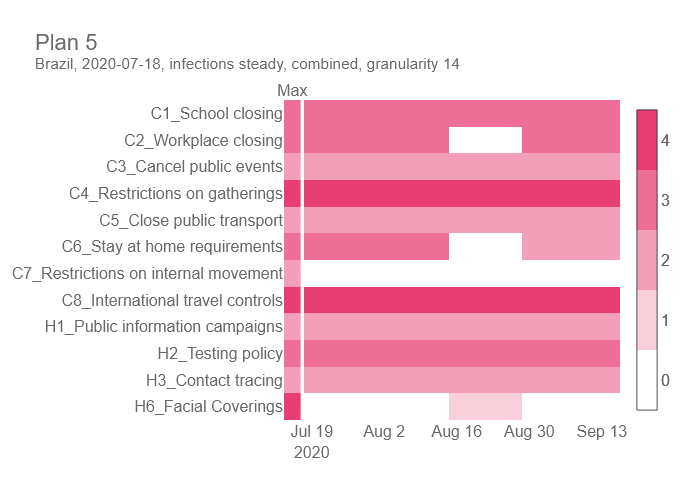 Plan 5
Brazil, 2020-07-18, infections steady, combined, granularity 14
Max
C1_School closing
C2_Workplace closing
C3_Cancel public events
C4_Restrictions on gatherings
C5_Close public transport
C6_Stay at home requirements
C7_Restrictions on internal movement
C8_International travel controls
H1_Public information campaigns
H2_Testing policy
H3_Contact tracing
H6_Facial Coverings
Jul 19 Aug 2 Aug 16 Aug 30 Sep 13
2020
4
3
2
1
0